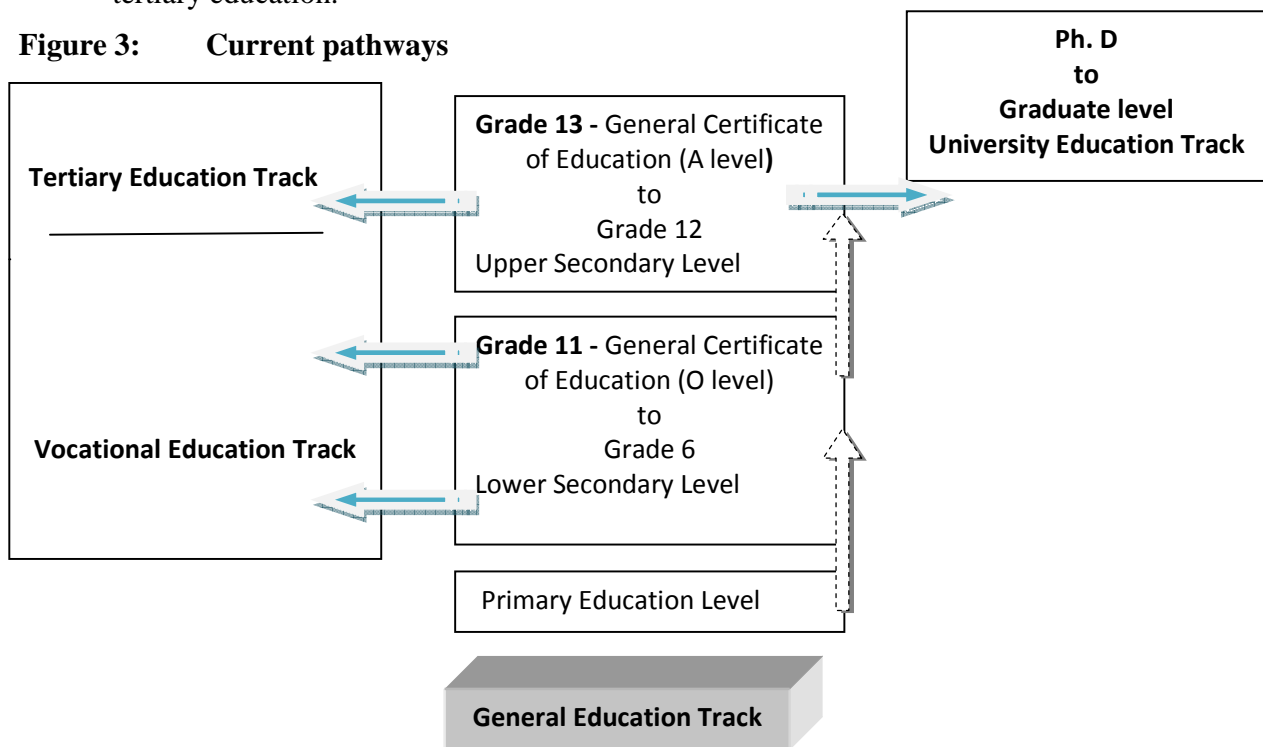 tertiary education.
Figure 3: Current pathways
Ph. D
to
Graduate level
University Education Track
Tertiary Education Track
Grade 13 - General Certificate
of Education (A level)
to
Grade 12
Upper Secondary Level
Vocational Education Track
Grade 11 - General Certificate
of Education (O level)
to
Grade 6
Lower Secondary Level
Primary Education Level
General Education Track